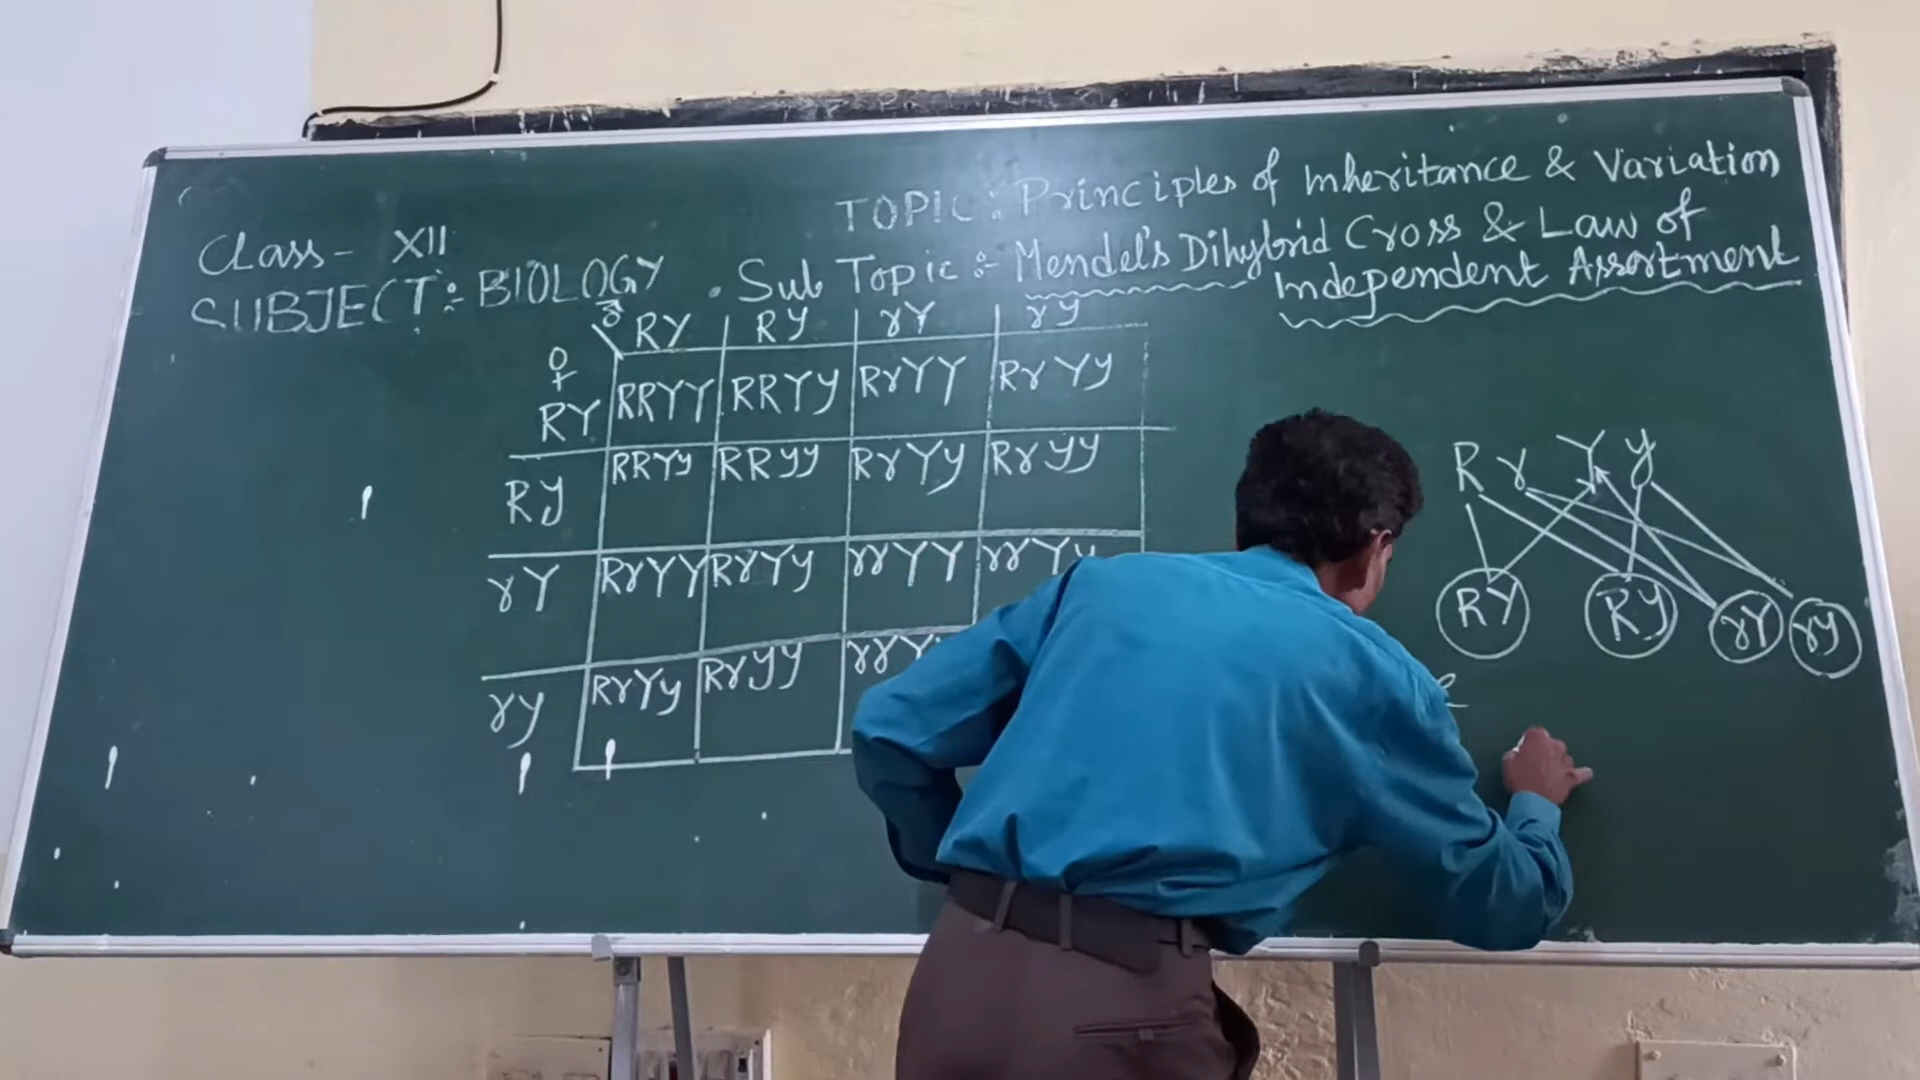 TOPIC: Principles of Inheritance & Variation
Class- XII
SUBJECT:- BIOLOGY . Sub Topic :- Mendel's Dihybrid Cross & Law of
Independent Assortment
♂ RY Ry rY ry
♀
RY RRYY RRYy RrYY RrYy
Ry RRYy RRyy RrYy Rryy
rY RrYY RrYy rrYY rrYy
ry RrYy Rryy
R r Y y
RY Ry rY ry